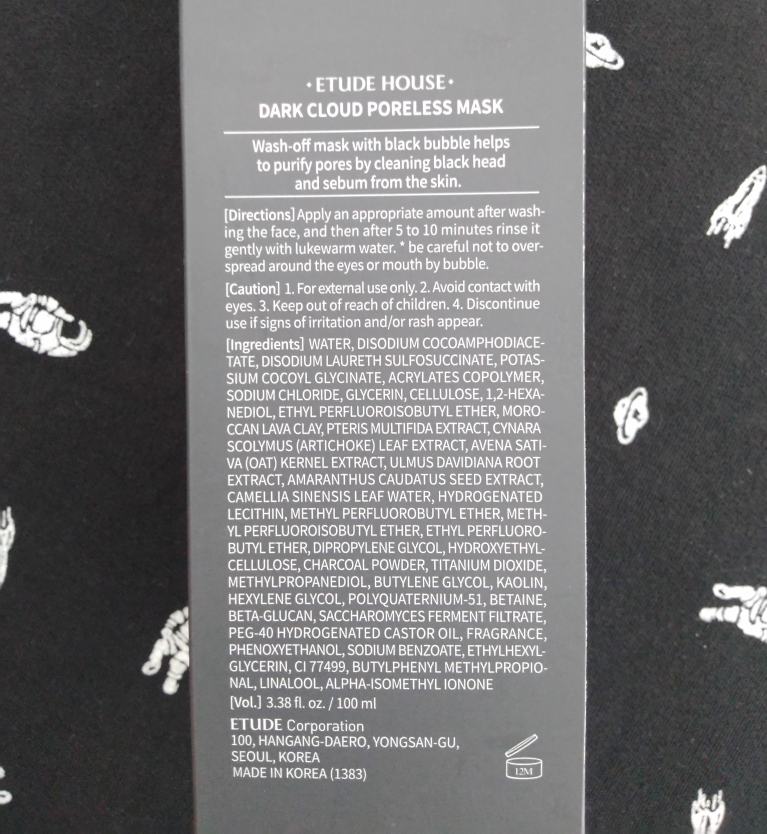 · ETUDE HOUSE ·
DARK CLOUD PORELESS MASK
Wash-off mask with black bubble helps
to purify pores by cleaning black head
and sebum from the skin.
[Directions] Apply an appropriate amount after wash-
ing the face, and then after 5 to 10 minutes rinse it
gently with lukewarm water. * be careful not to over-
spread around the eyes or mouth by bubble.
[Caution] 1. For external use only. 2. Avoid contact with
eyes. 3. Keep out of reach of children. 4. Discontinue
use if signs of irritation and/or rash appear.
[Ingredients] WATER, DISODIUM COCOAMPHODIACE-
TATE, DISODIUM LAURETH SULFOSUCCINATE, POTAS-
SIUM COCOYL GLYCINATE, ACRYLATES COPOLYMER,
SODIUM CHLORIDE, GLYCERIN, CELLULOSE, 1,2-HEXA-
NEDIOL, ETHYL PERFLUOROISOBUTYL ETHER, MORO-
CCAN LAVA CLAY, PTERIS MULTIFIDA EXTRACT, CYNARA
SCOLYMUS (ARTICHOKE) LEAF EXTRACT, AVENA SATI-
VA (OAT) KERNEL EXTRACT, ULMUS DAVIDIANA ROOT
EXTRACT, AMARANTHUS CAUDATUS SEED EXTRACT,
CAMELLIA SINENSIS LEAF WATER, HYDROGENATED
LECITHIN, METHYL PERFLUOROBUTYL ETHER, METH-
YL PERFLUOROISOBUTYL ETHER, ETHYL PERFLUORO-
BUTYL ETHER, DIPROPYLENE GLYCOL, HYDROXYETHYL-
CELLULOSE, CHARCOAL POWDER, TITANIUM DIOXIDE,
METHYLPROPANEDIOL, BUTYLENE GLYCOL, KAOLIN,
HEXYLENE GLYCOL, POLYQUATERNIUM-51, BETAINE,
BETA-GLUCAN, SACCHAROMYCES FERMENT FILTRATE,
PEG-40 HYDROGENATED CASTOR OIL, FRAGRANCE,
PHENOXYETHANOL, SODIUM BENZOATE, ETHYLHEXYL-
GLYCERIN, CI 77499, BUTYLPHENYL METHYLPROPIO-
NAL, LINALOOL, ALPHA-ISOMETHYL IONONE
[Vol.] 3.38 fl. oz. / 100 ml
ETUDE Corporation
100, HANGANG-DAERO, YONGSAN-GU,
SEOUL, KOREA
MADE IN KOREA (1383)
12M